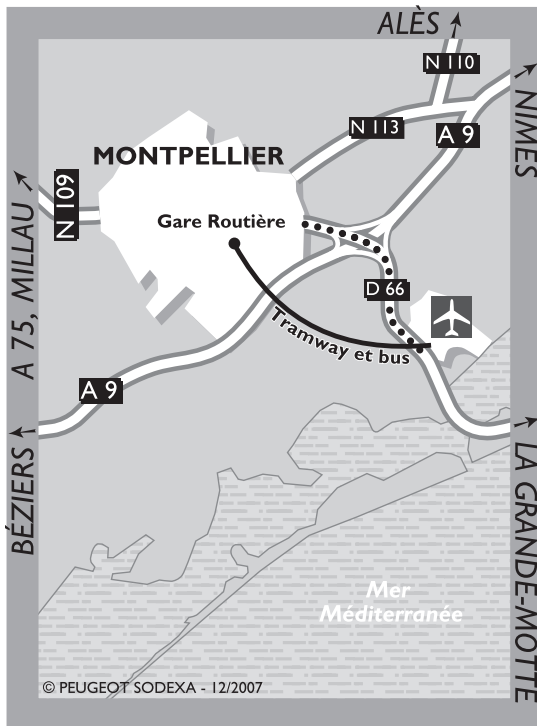 ALÈS
N 110
NIMES
N 113
A 9
MONTPELLIER
N 109
Gare Routière
A 75, MILLAU
D 66
Tramway et bus
A 9
BÉZIERS
LA GRANDE-MOTTE
Mer
Méditerranée
© PEUGEOT SODEXA - 12/2007